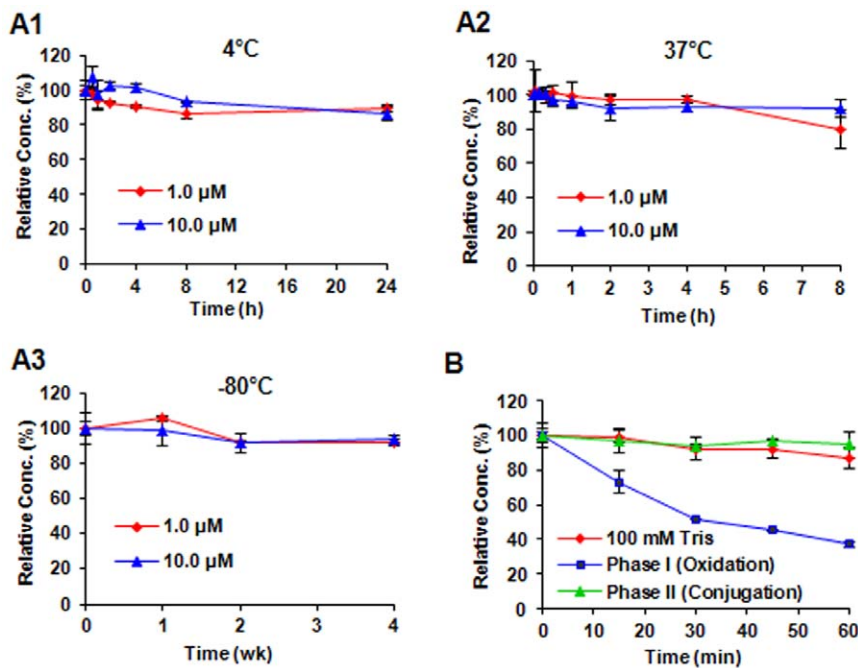 A1
4°C
Relative Conc. (%)
120
100
80
60
40
20
0
1.0 µM
10.0 µM
0 4 8 12 16 20 24
Time (h)
A2
37°C
Relative Conc. (%)
120
100
80
60
40
20
0
1.0 µM
10.0 µM
0 1 2 3 4 5 6 7 8
Time (h)
A3
-80°C
Relative Conc. (%)
120
100
80
60
40
20
0
1.0 µM
10.0 µM
0 1 2 3 4
Time (wk)
B
Relative Conc. (%)
120
100
80
60
40
20
0
100 mM Tris
Phase I (Oxidation)
Phase II (Conjugation)
0 10 20 30 40 50 60
Time (min)